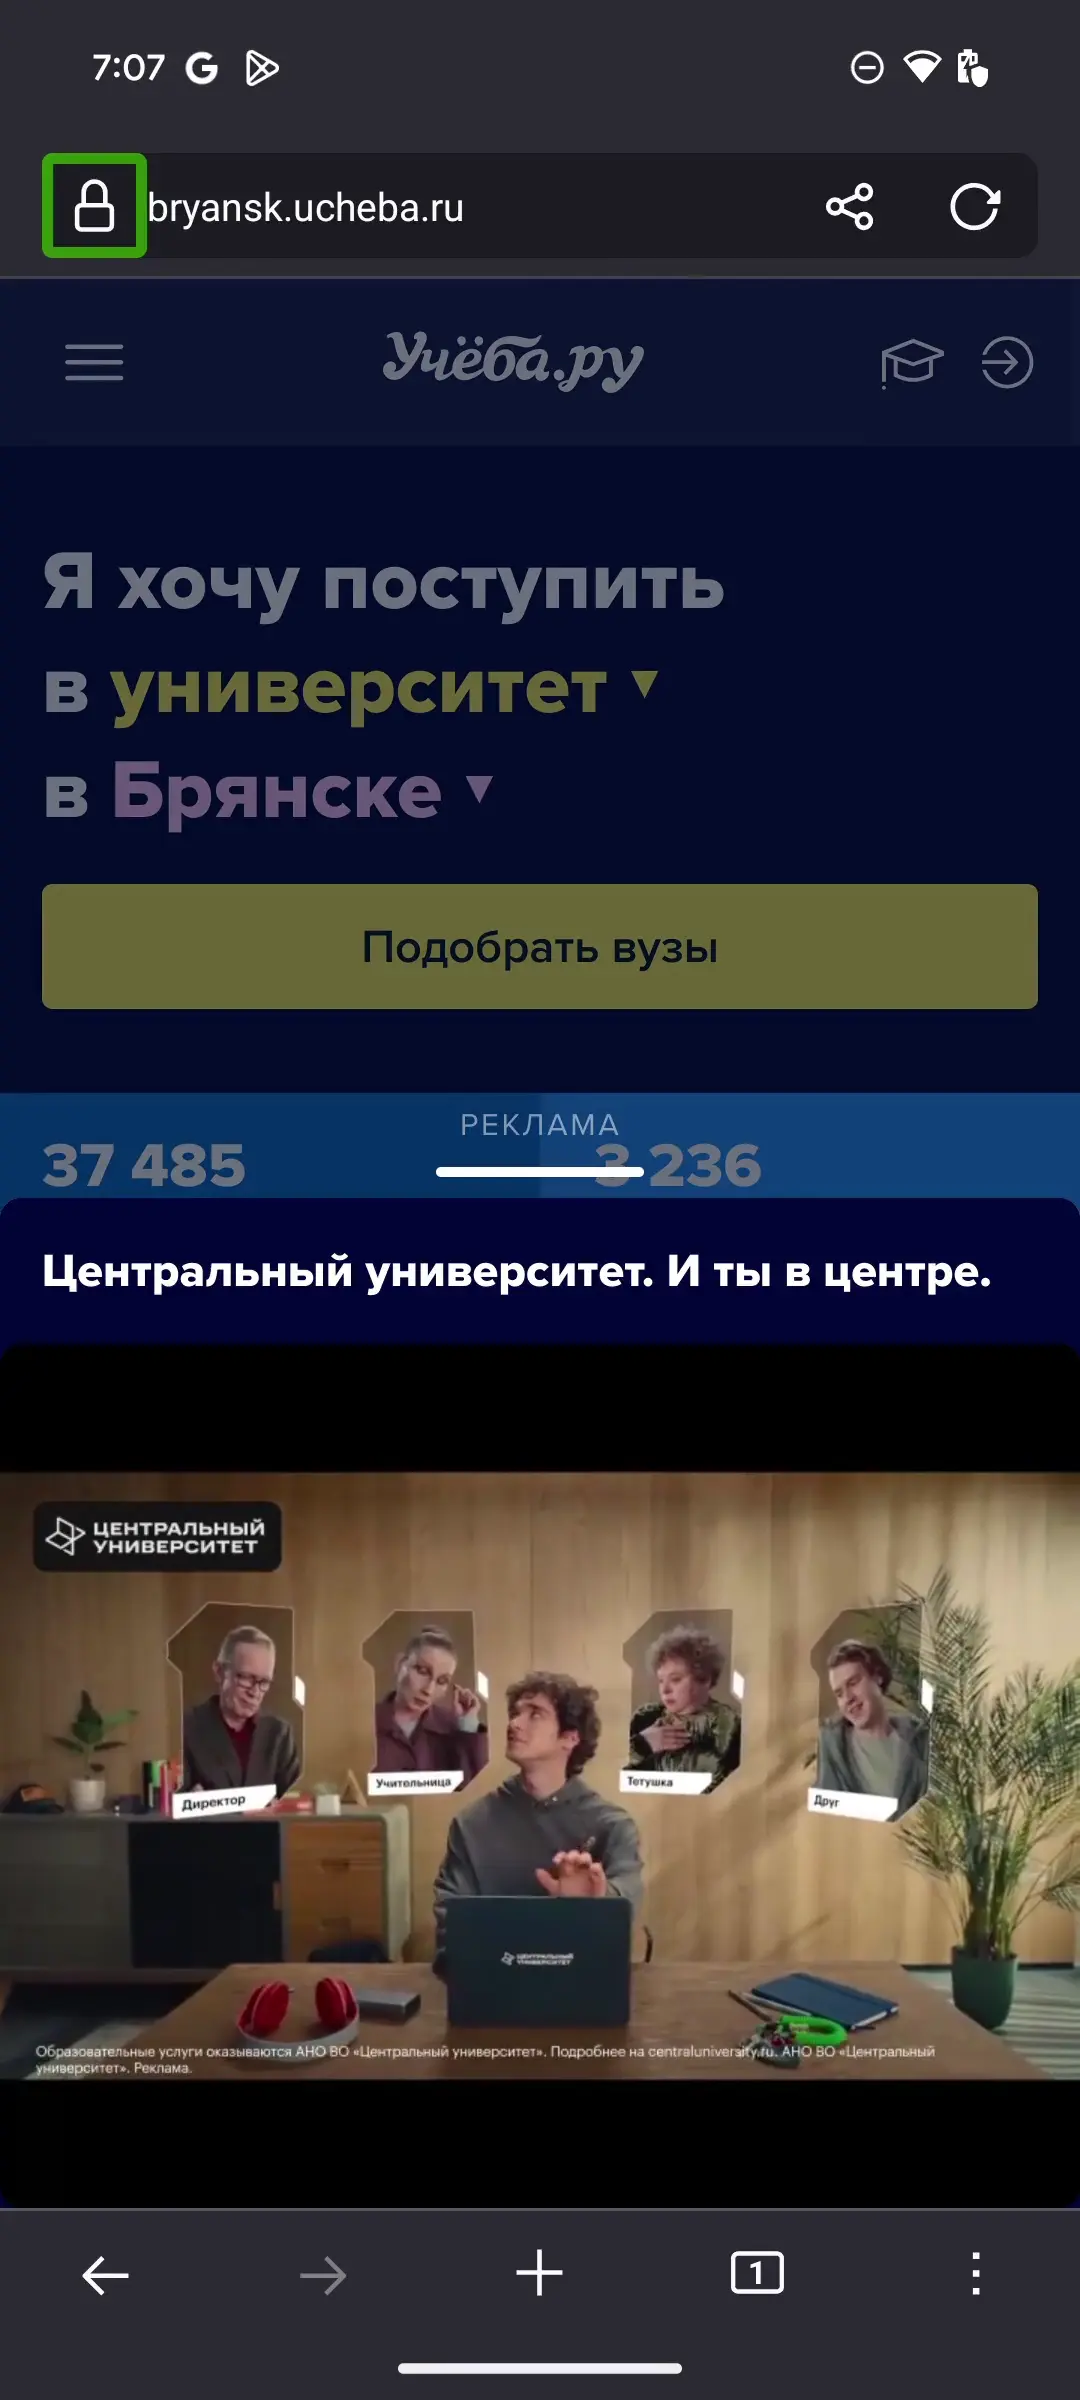 7:07
bryansk.ucheba.ru
Учёба.ру
Я хочу поступить
в университет
в Брянске
Подобрать вузы
РЕКЛАМА
37 485
3 236
Центральный университет. И ты в центре.
ЦЕНТРАЛЬНЫЙ
УНИВЕРСИТЕТ
Директор
Учительница
Тетушка
Друг
ЦЕНТРАЛЬНЫЙ
УНИВЕРСИТЕТ
Образовательные услуги оказываются АНО ВО «Центральный университет». Подробнее на centraluniversity.ru. АНО ВО «Центральный
университет». Реклама.
1